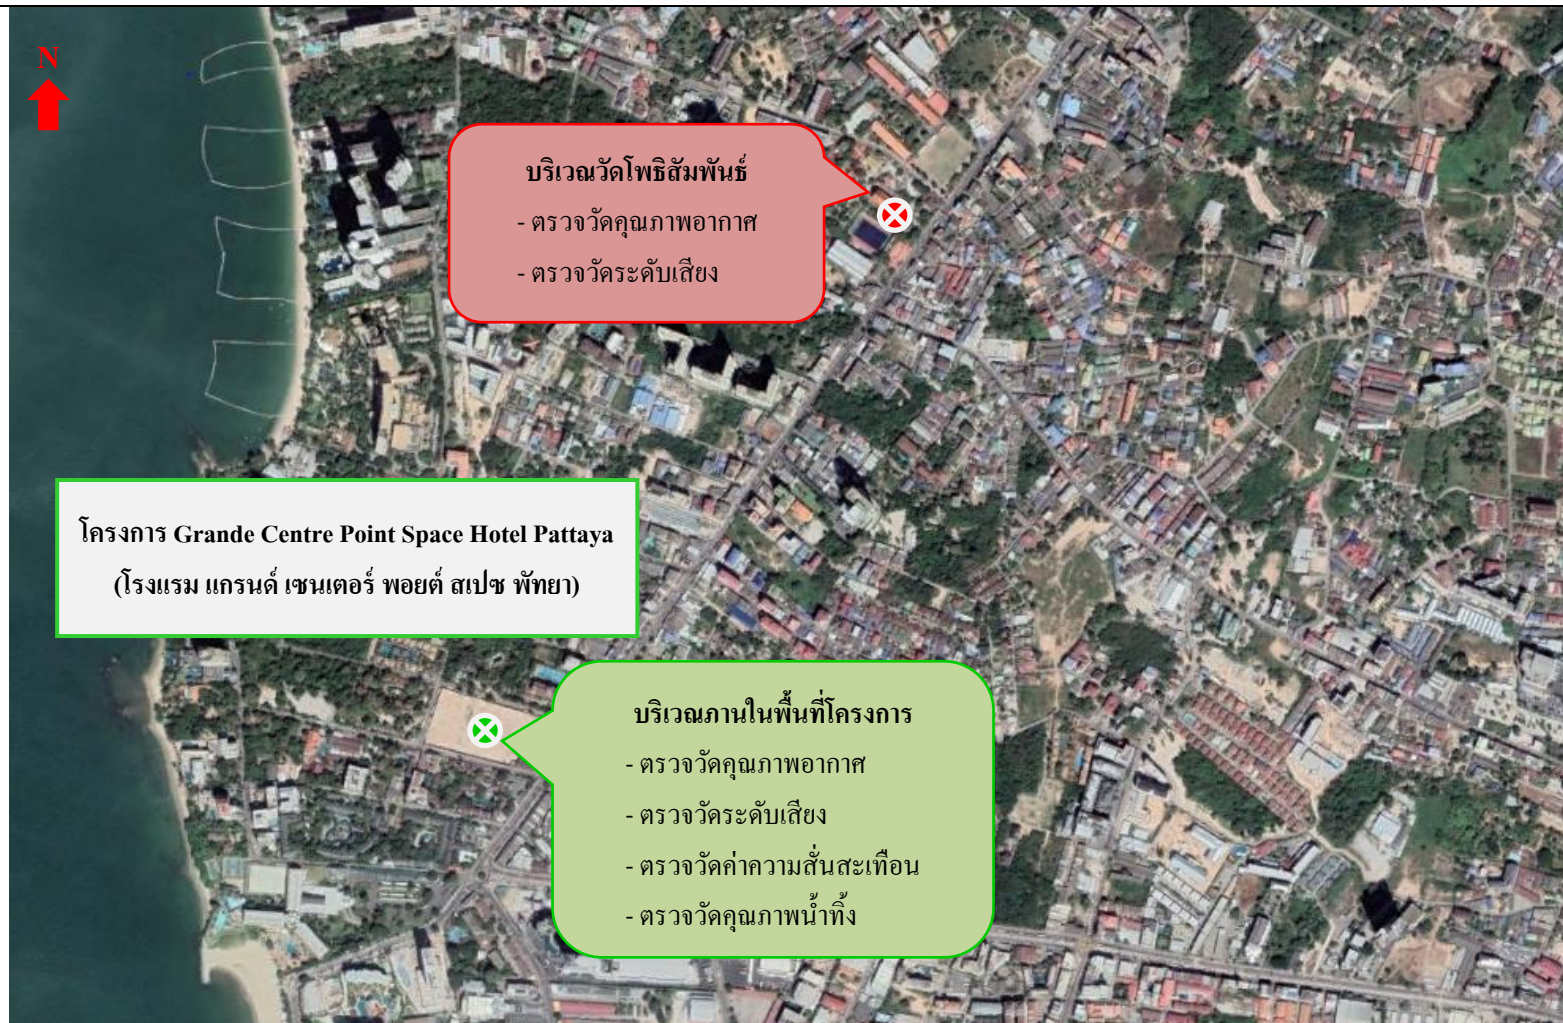 N
บริเวณวัดโพธิสัมพันธ์
- ตรวจวัดคุณภาพอากาศ
- ตรวจวัดระดับเสียง
โครงการ Grande Centre Point Space Hotel Pattaya
(โรงแรม แกรนด์ เซนเตอร์ พอยต์ สเปซ พัทยา)
บริเวณภานในพื้นที่โครงการ
- ตรวจวัดคุณภาพอากาศ
- ตรวจวัดระดับเสียง
- ตรวจวัดค่าความสั่นสะเทือน
- ตรวจวัดคุณภาพน้ำทิ้ง